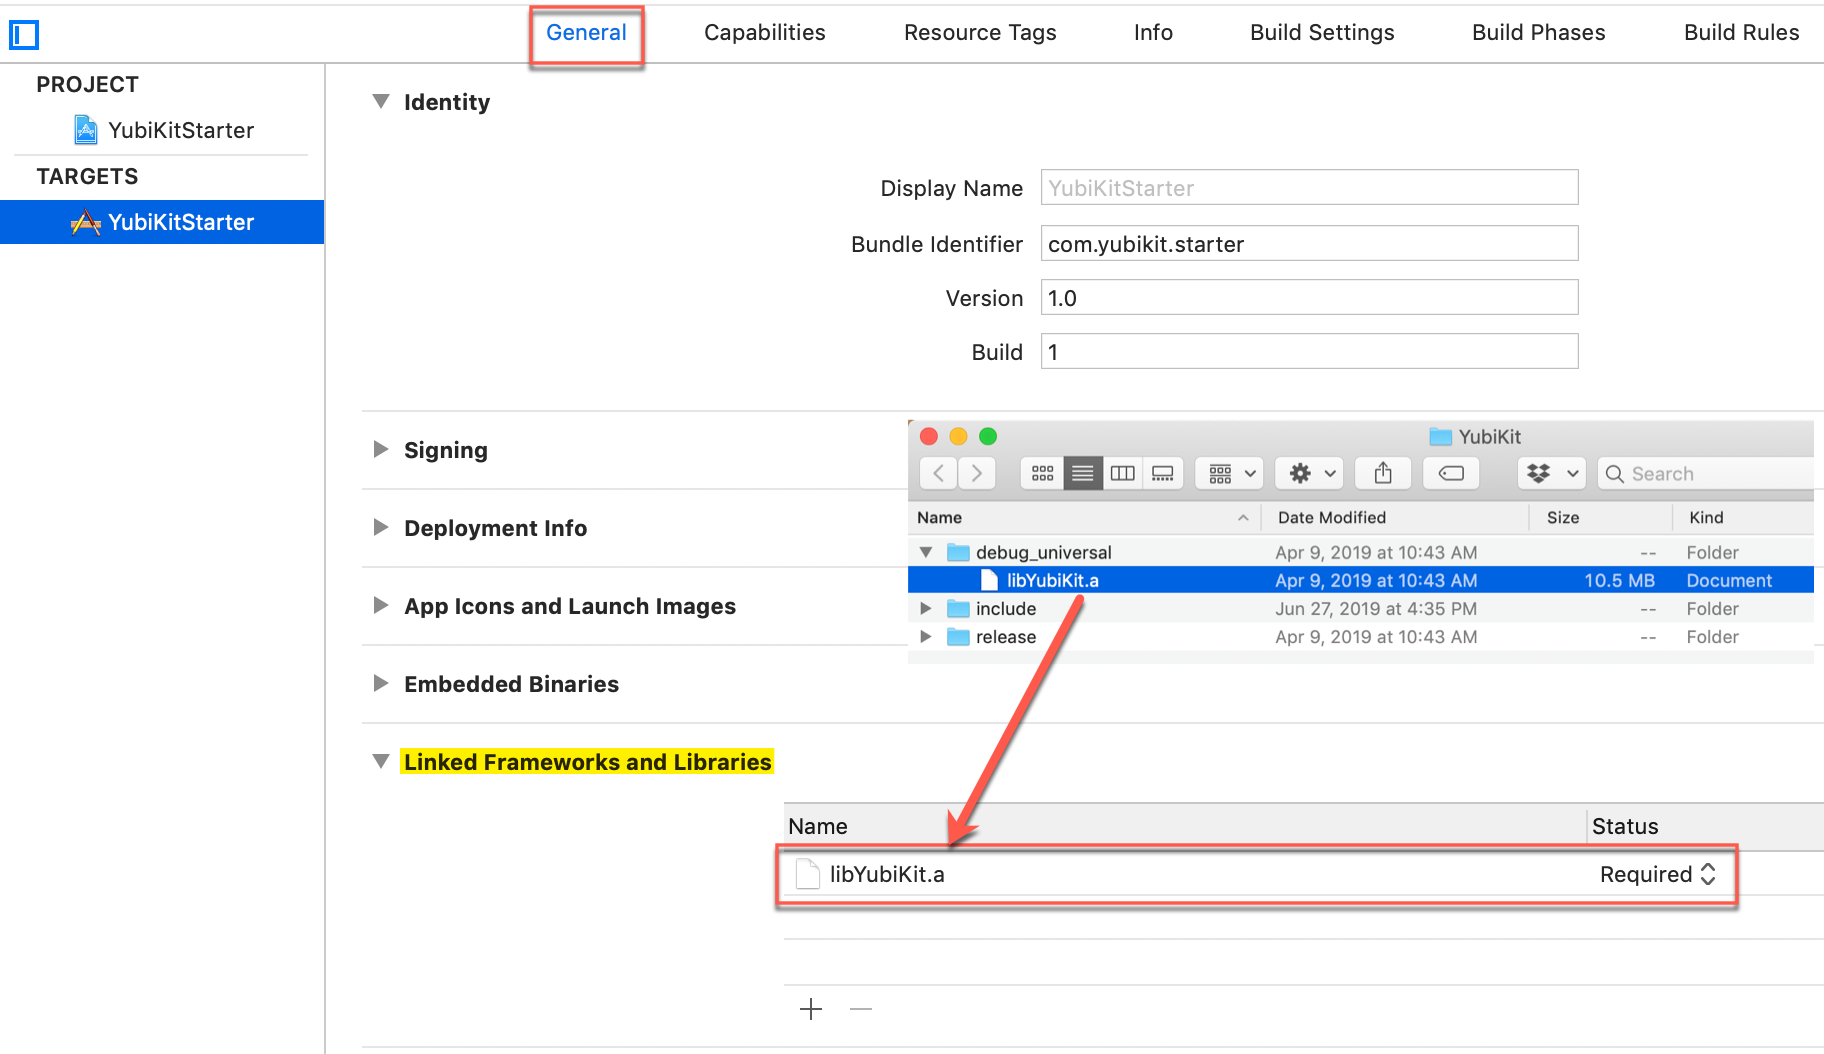 General Capabilities Resource Tags Info Build Settings Build Phases Build Rules
PROJECT
YubiKitStarter
TARGETS
YubiKitStarter
Identity
Display Name YubiKitStarter
Bundle Identifier com.yubikit.starter
Version 1.0
Build 1
Signing
Deployment Info
App Icons and Launch Images
Embedded Binaries
YubiKit
Search
Name Date Modified Size Kind
debug_universal Apr 9, 2019 at 10:43 AM -- Folder
libYubiKit.a Apr 9, 2019 at 10:43 AM 10.5 MB Document
include Jun 27, 2019 at 4:35 PM -- Folder
release Apr 9, 2019 at 10:43 AM -- Folder
Linked Frameworks and Libraries
Name Status
libYubiKit.a Required